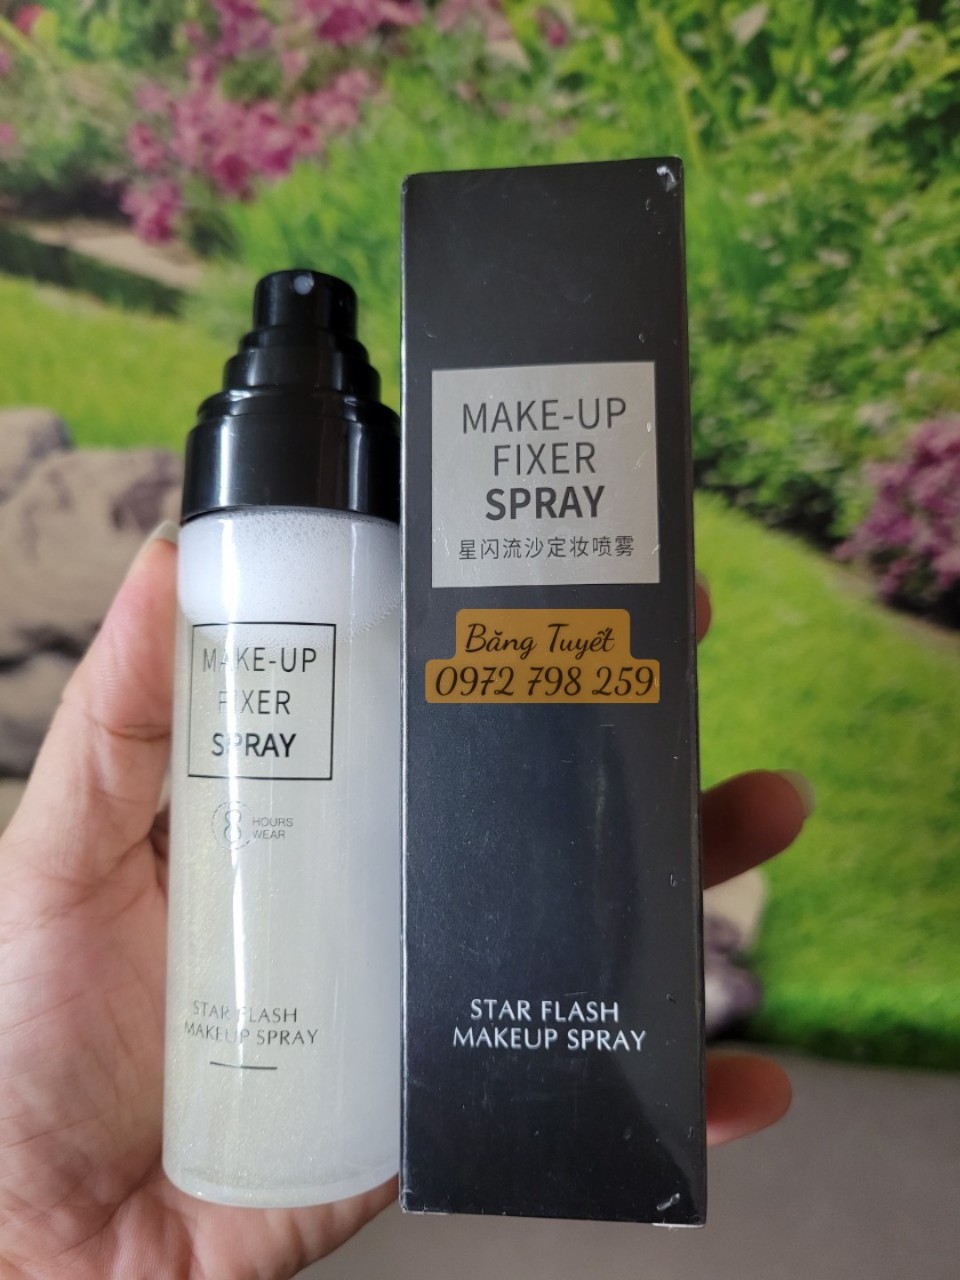 MAKE-UP
FIXER
SPRAY
8 HOURS
WEAR
STAR FLASH
MAKEUP SPRAY
MAKE-UP
FIXER
SPRAY
星闪流沙定妆喷雾
Băng Tuyết
0972 798 259
STAR FLASH
MAKEUP SPRAY